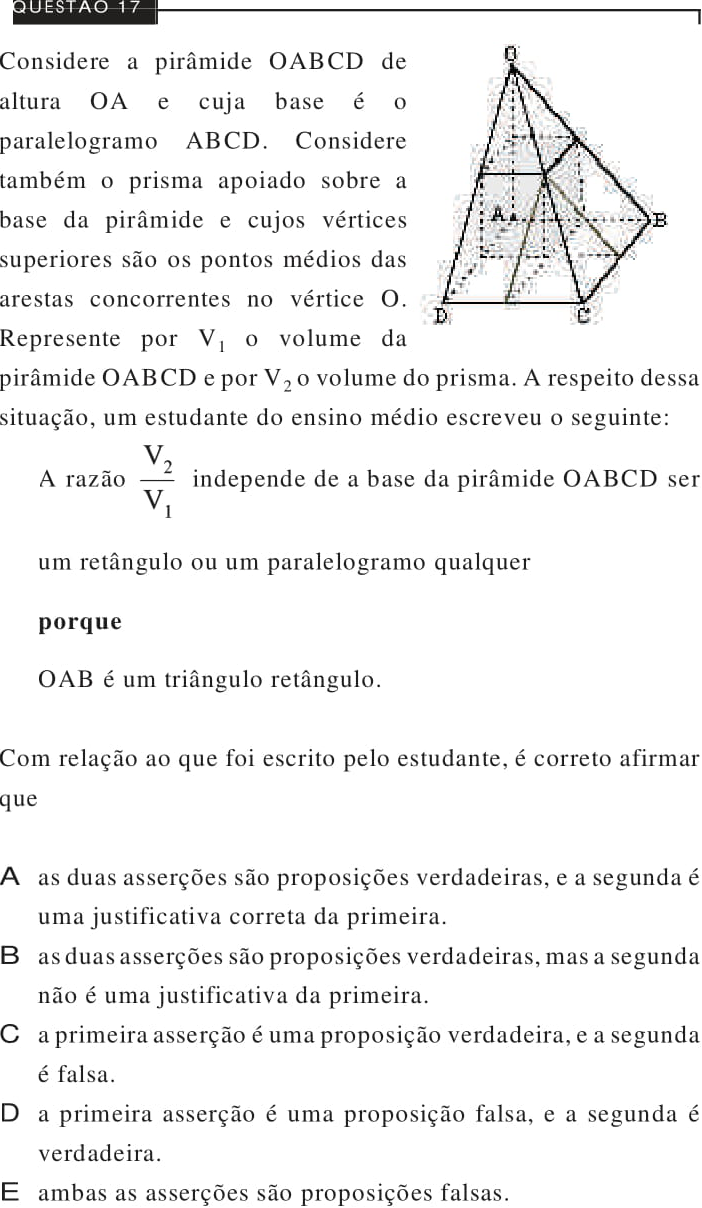 QUESTÃO 17
Considere a pirâmide OABCD de
altura OA e cuja base é o
paralelogramo ABCD. Considere
também o prisma apoiado sobre a
base da pirâmide e cujos vértices
superiores são os pontos médios das
arestas concorrentes no vértice O.
Represente por V₁ o volume da
pirâmide OABCD e por V₂ o volume do prisma. A respeito dessa
situação, um estudante do ensino médio escreveu o seguinte:
O
A
B
D
C
A razão V₂/V₁ independe de a base da pirâmide OABCD ser
um retângulo ou um paralelogramo qualquer
porque
OAB é um triângulo retângulo.
Com relação ao que foi escrito pelo estudante, é correto afirmar
que
A as duas asserções são proposições verdadeiras, e a segunda é
uma justificativa correta da primeira.
B as duas asserções são proposições verdadeiras, mas a segunda
não é uma justificativa da primeira.
C a primeira asserção é uma proposição verdadeira, e a segunda
é falsa.
D a primeira asserção é uma proposição falsa, e a segunda é
verdadeira.
E ambas as asserções são proposições falsas.